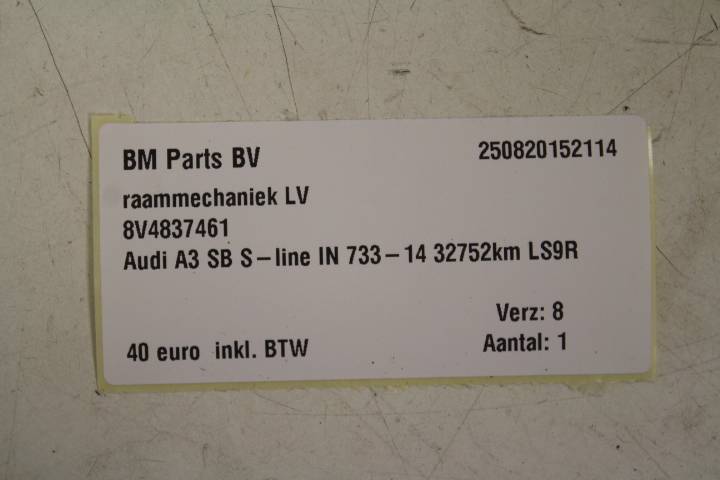 BM Parts BV 250820152114
raammechaniek LV
8V4837461
Audi A3 SB S-line IN 733-14 32752km LS9R
Verz: 8
40 euro inkl. BTW Aantal: 1